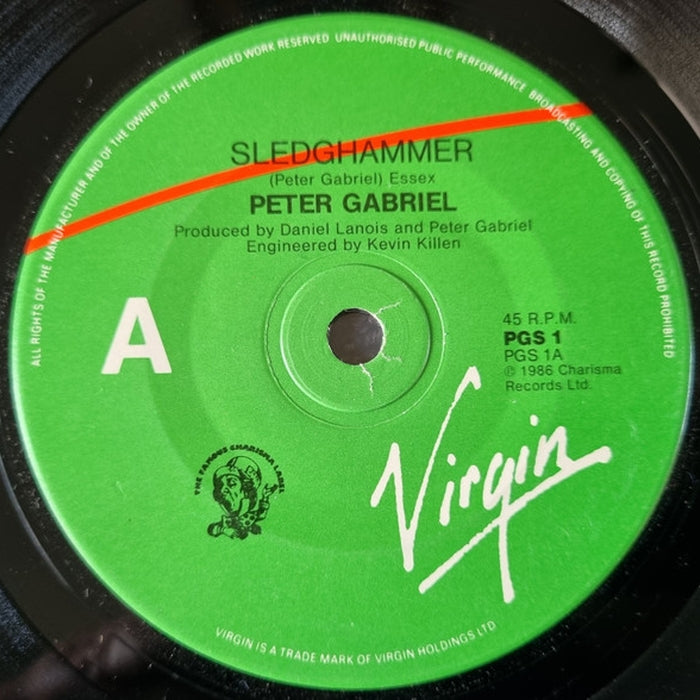 ALL RIGHTS OF THE MANUFACTURER AND OF THE OWNER OF THE RECORDED WORK RESERVED UNAUTHORISED PUBLIC PERFORMANCE BROADCASTING AND COPYING OF THIS RECORD PROHIBITED
SLEDGHAMMER
(Peter Gabriel) Essex
PETER GABRIEL
Produced by Daniel Lanois and Peter Gabriel
Engineered by Kevin Killen
A
45 R.P.M.
PGS 1
PGS 1A
℗ 1986 Charisma
Records Ltd.
THE FAMOUS CHARISMA LABEL
Virgin
VIRGIN IS A TRADE MARK OF VIRGIN HOLDINGS LTD